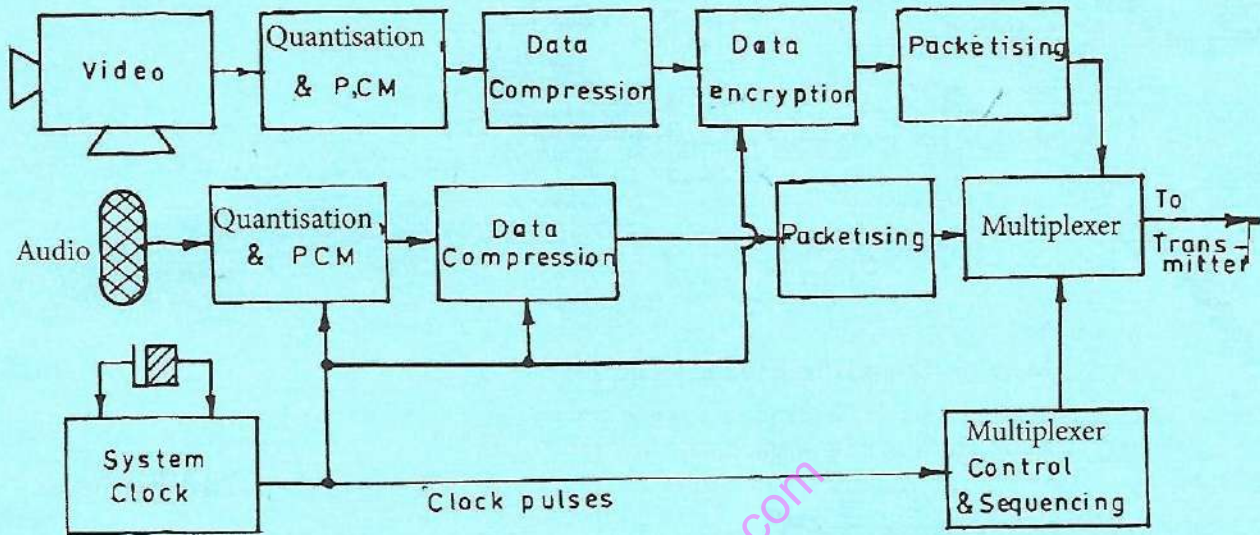 Video
Quantisation
& P,CM
Data
Compression
Data
encryption
Packetising
Audio
Quantisation
& PCM
Data
Compression
Packetising
Multiplexer
To
Trans-
mitter
System
Clock
Clock pulses
Multiplexer
Control
& Sequencing
com